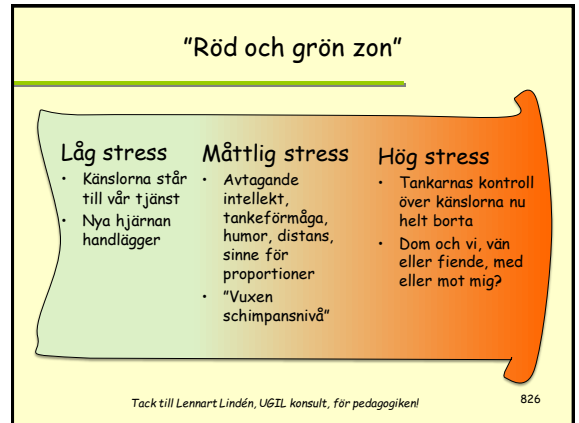 "Röd och grön zon"
Låg stress
• Känslorna står
till vår tjänst
• Nya hjärnan
handlägger
Måttlig stress
• Avtagande
intellekt,
tankeförmåga,
humor, distans,
sinne för
proportioner
• "Vuxen
schimpansnivå"
Hög stress
• Tankarnas kontroll
över känslorna nu
helt borta
• Dom och vi, vän
eller fiende, med
eller mot mig?
Tack till Lennart Lindén, UGIL konsult, för pedagogiken!
826